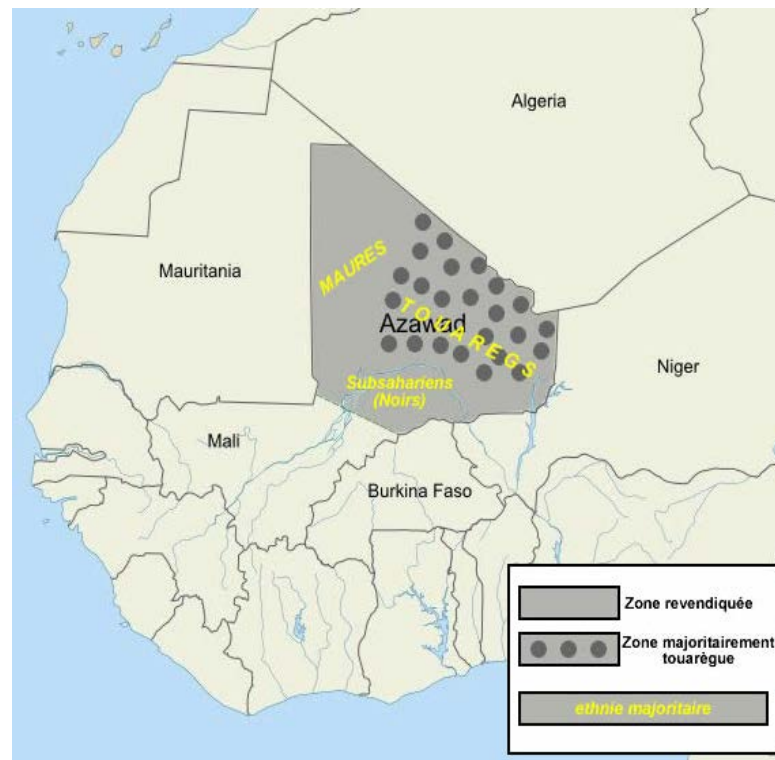 Algeria
MAURES
Mauritania
TOUAREGS
Azawad
Niger
Subsahariens
(Noirs)
Mali
Burkina Faso
Zone revendiquée
Zone majoritairement
touarègue
ethnie majoritaire